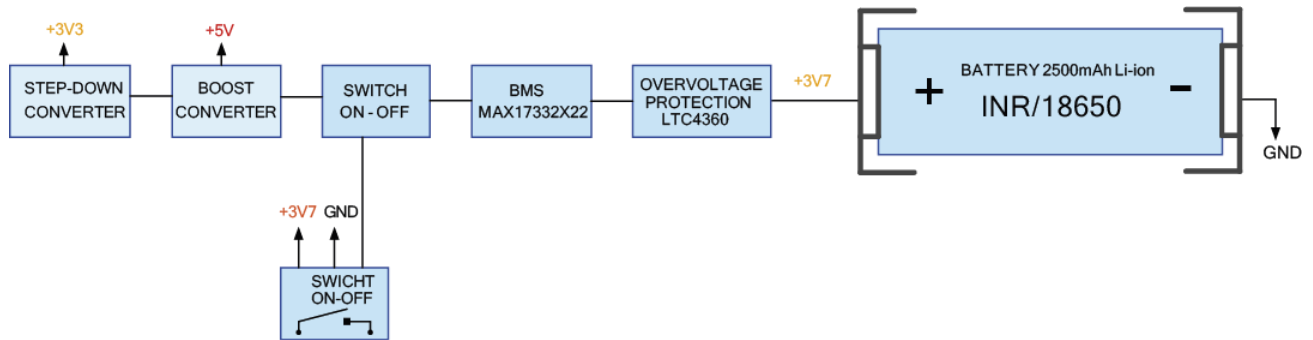 +3V3
+5V
STEP-DOWN
CONVERTER
BOOST
CONVERTER
SWITCH
ON - OFF
BMS
MAX17332X22
OVERVOLTAGE
PROTECTION
LTC4360
+3V7
+
BATTERY 2500mAh Li-ion
INR/18650
-
GND
+3V7
GND
SWICHT
ON-OFF